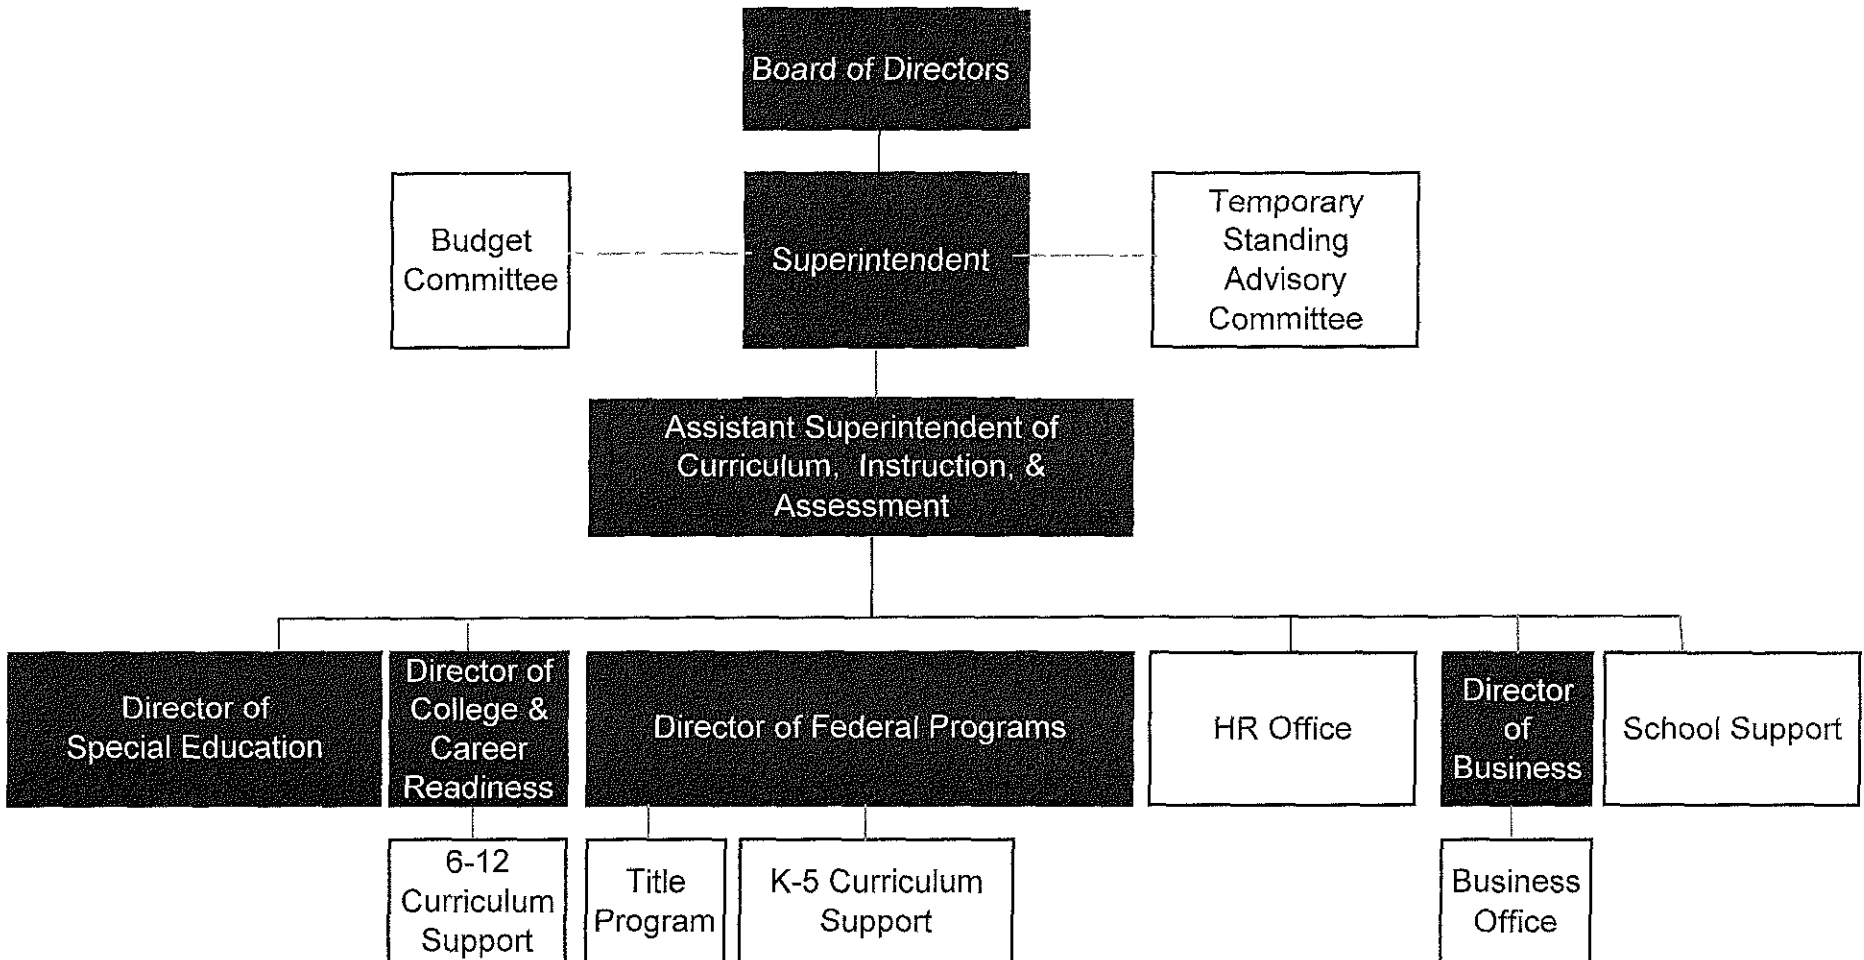 Board of Directors
Budget
Committee
Superintendent
Temporary
Standing
Advisory
Committee
Assistant Superintendent of
Curriculum, Instruction, &
Assessment
Director of
Special Education
Director of
College &
Career
Readiness
Director of Federal Programs
HR Office
Director
of
Business
School Support
6-12
Curriculum
Support
Title
Program
K-5 Curriculum
Support
Business
Office